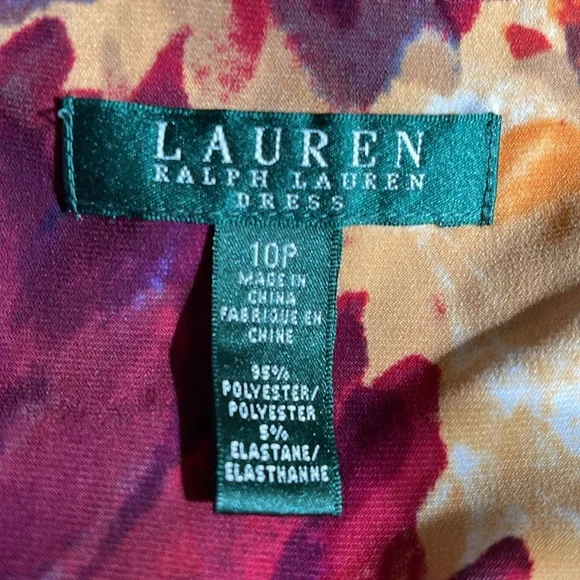 LAUREN
RALPH LAUREN
DRESS
10P
MADE IN
CHINA
FABRIQUE EN
CHINE
95%
POLYESTER/
POLYESTER
5%
ELASTANE/
ELASTHANNE